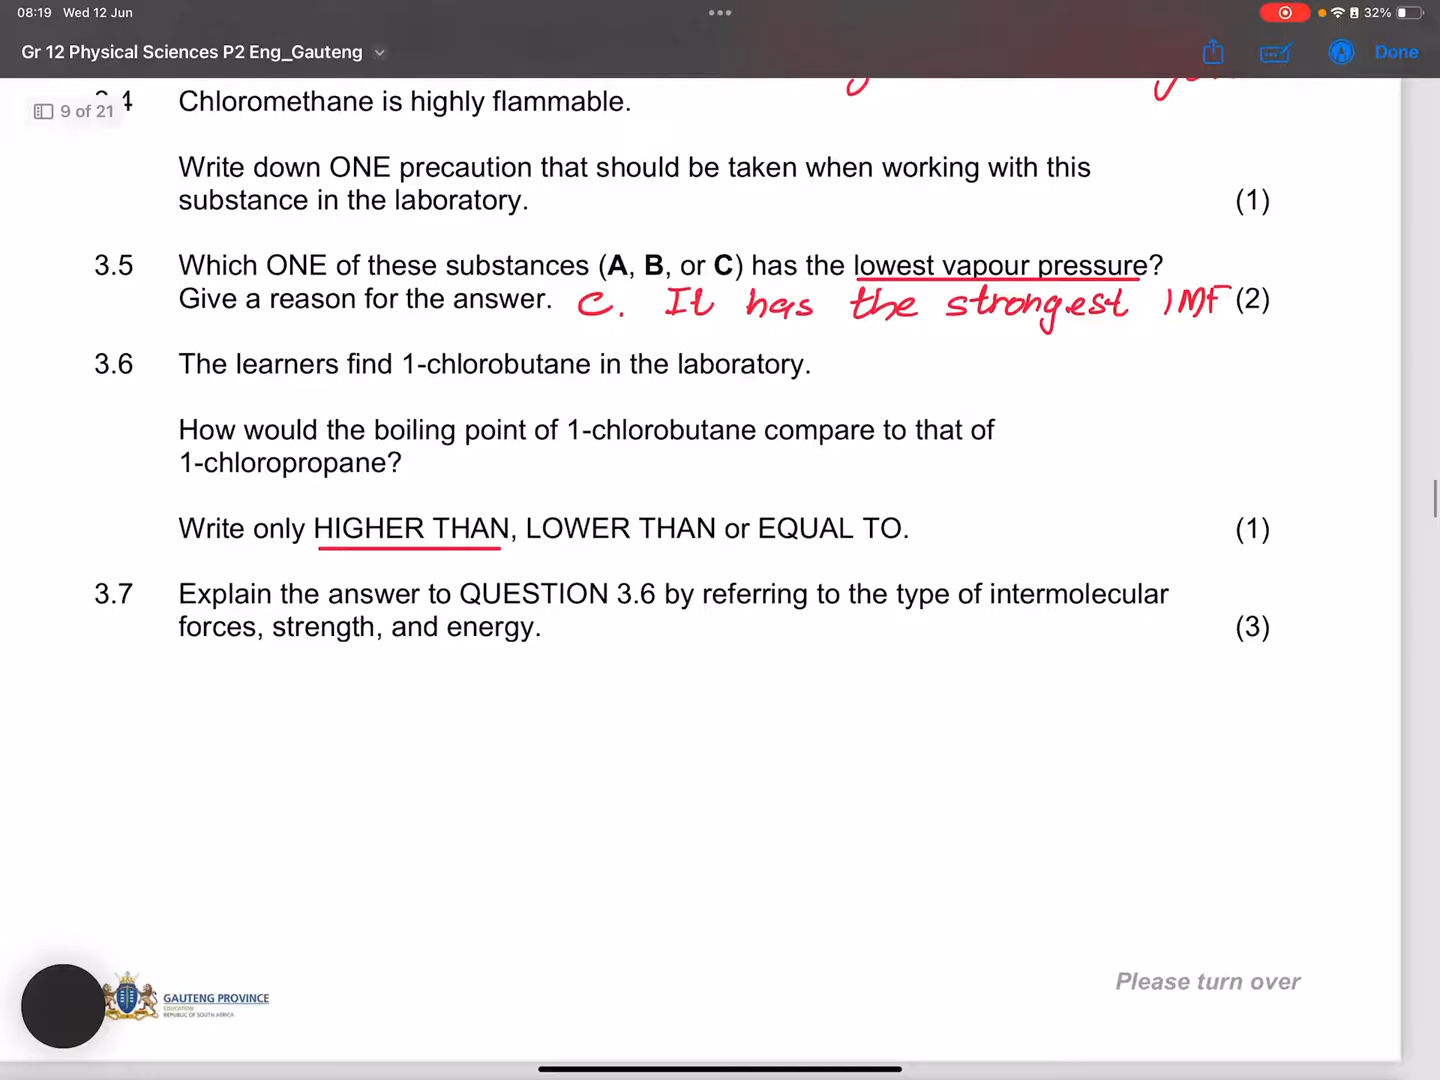 08:19 Wed 12 Jun
32%
Gr 12 Physical Sciences P2 Eng_Gauteng
Done
9 of 21
4 Chloromethane is highly flammable.
Write down ONE precaution that should be taken when working with this
substance in the laboratory. (1)
3.5 Which ONE of these substances (A, B, or C) has the lowest vapour pressure?
Give a reason for the answer. C. It has the strongest IMF (2)
3.6 The learners find 1-chlorobutane in the laboratory.
How would the boiling point of 1-chlorobutane compare to that of
1-chloropropane?
Write only HIGHER THAN, LOWER THAN or EQUAL TO. (1)
3.7 Explain the answer to QUESTION 3.6 by referring to the type of intermolecular
forces, strength, and energy. (3)
Please turn over
GAUTENG PROVINCE
EDUCATION
REPUBLIC OF SOUTH AFRICA